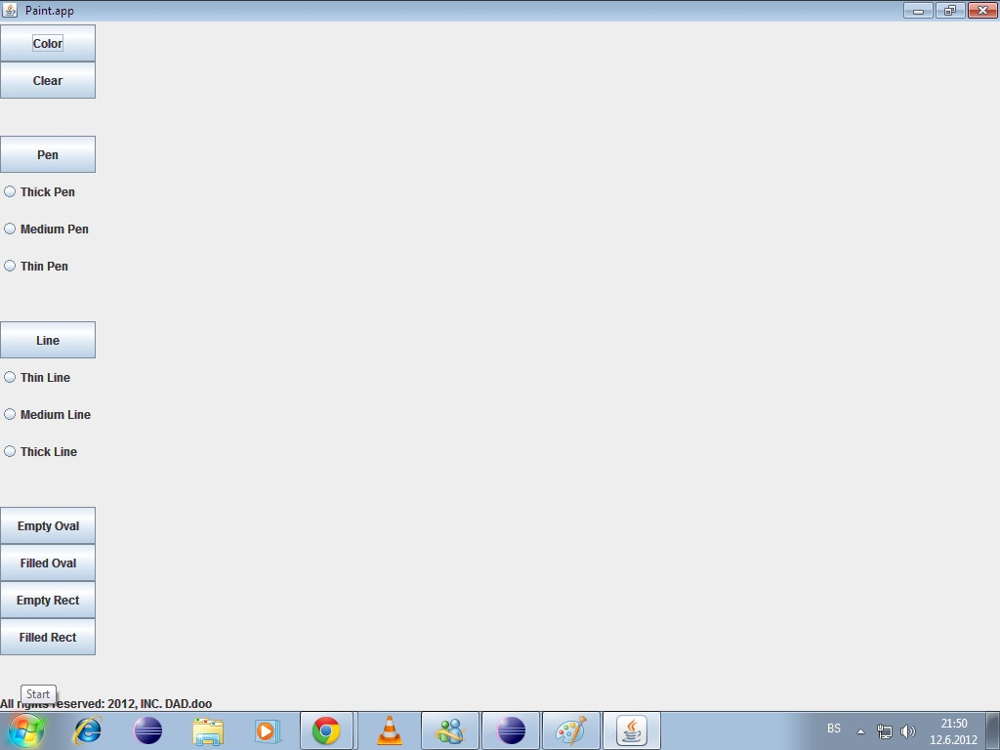 Paint.app
Color
Clear
Pen
Thick Pen
Medium Pen
Thin Pen
Line
Thin Line
Medium Line
Thick Line
Empty Oval
Filled Oval
Empty Rect
Filled Rect
Start
All rights reserved: 2012, INC. DAD.doo
BS
21:50
12.6.2012